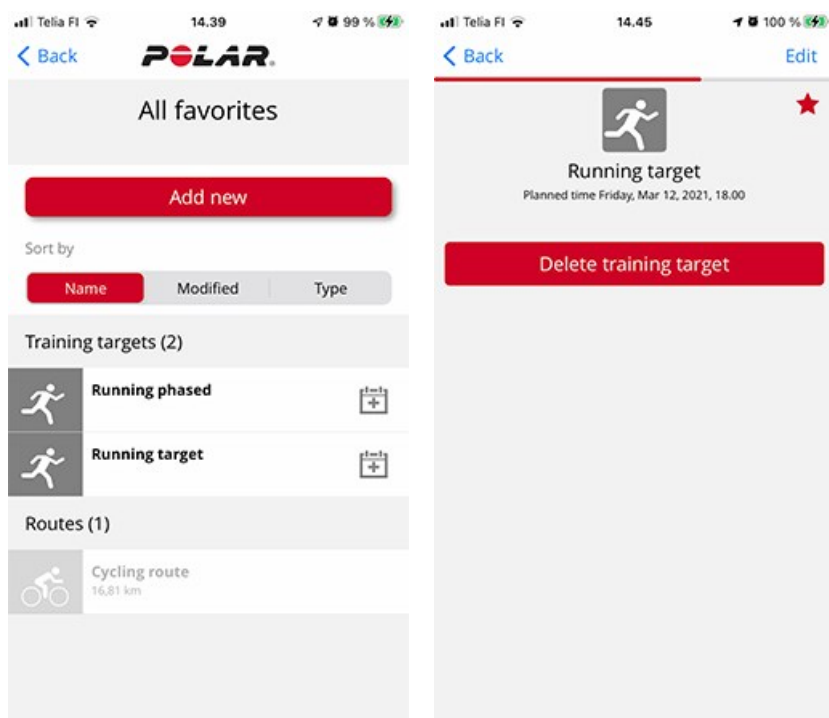 Telia FI 14.39 99 %
Back POLAR.
All favorites
Add new
Sort by
Name Modified Type
Training targets (2)
Running phased
Running target
Routes (1)
Cycling route
16,81 km
Telia FI 14.45 100 %
Back Edit
Running target
Planned time Friday, Mar 12, 2021, 18.00
Delete training target